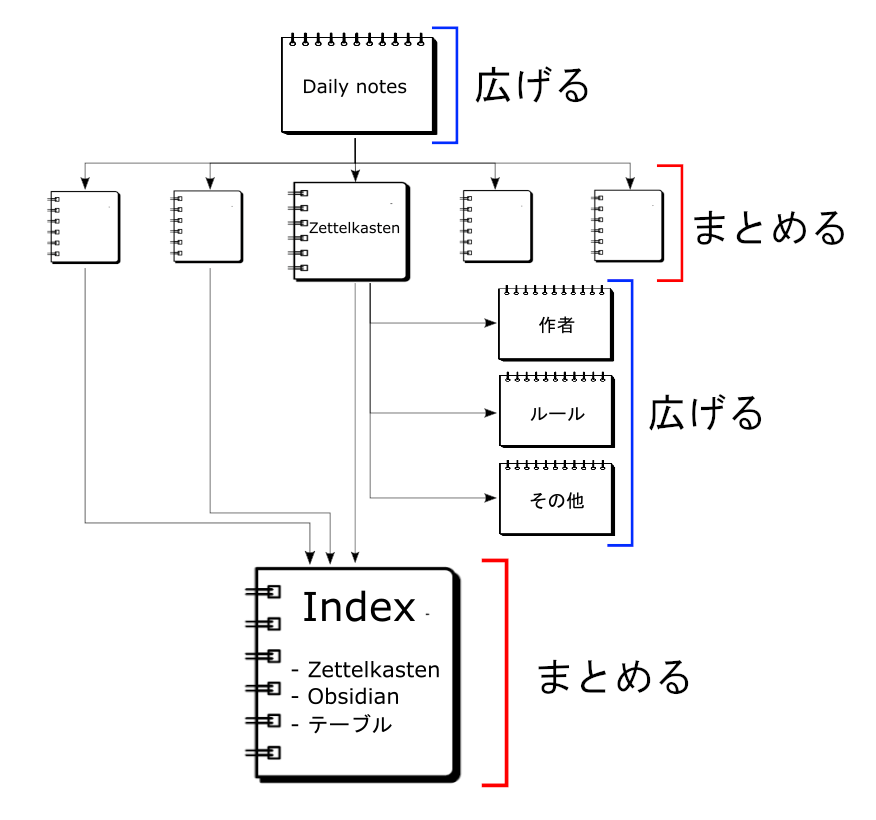 Daily notes
広げる
Zettelkasten
まとめる
作者
ルール
広げる
その他
Index
- Zettelkasten
- Obsidian
- テーブル
まとめる